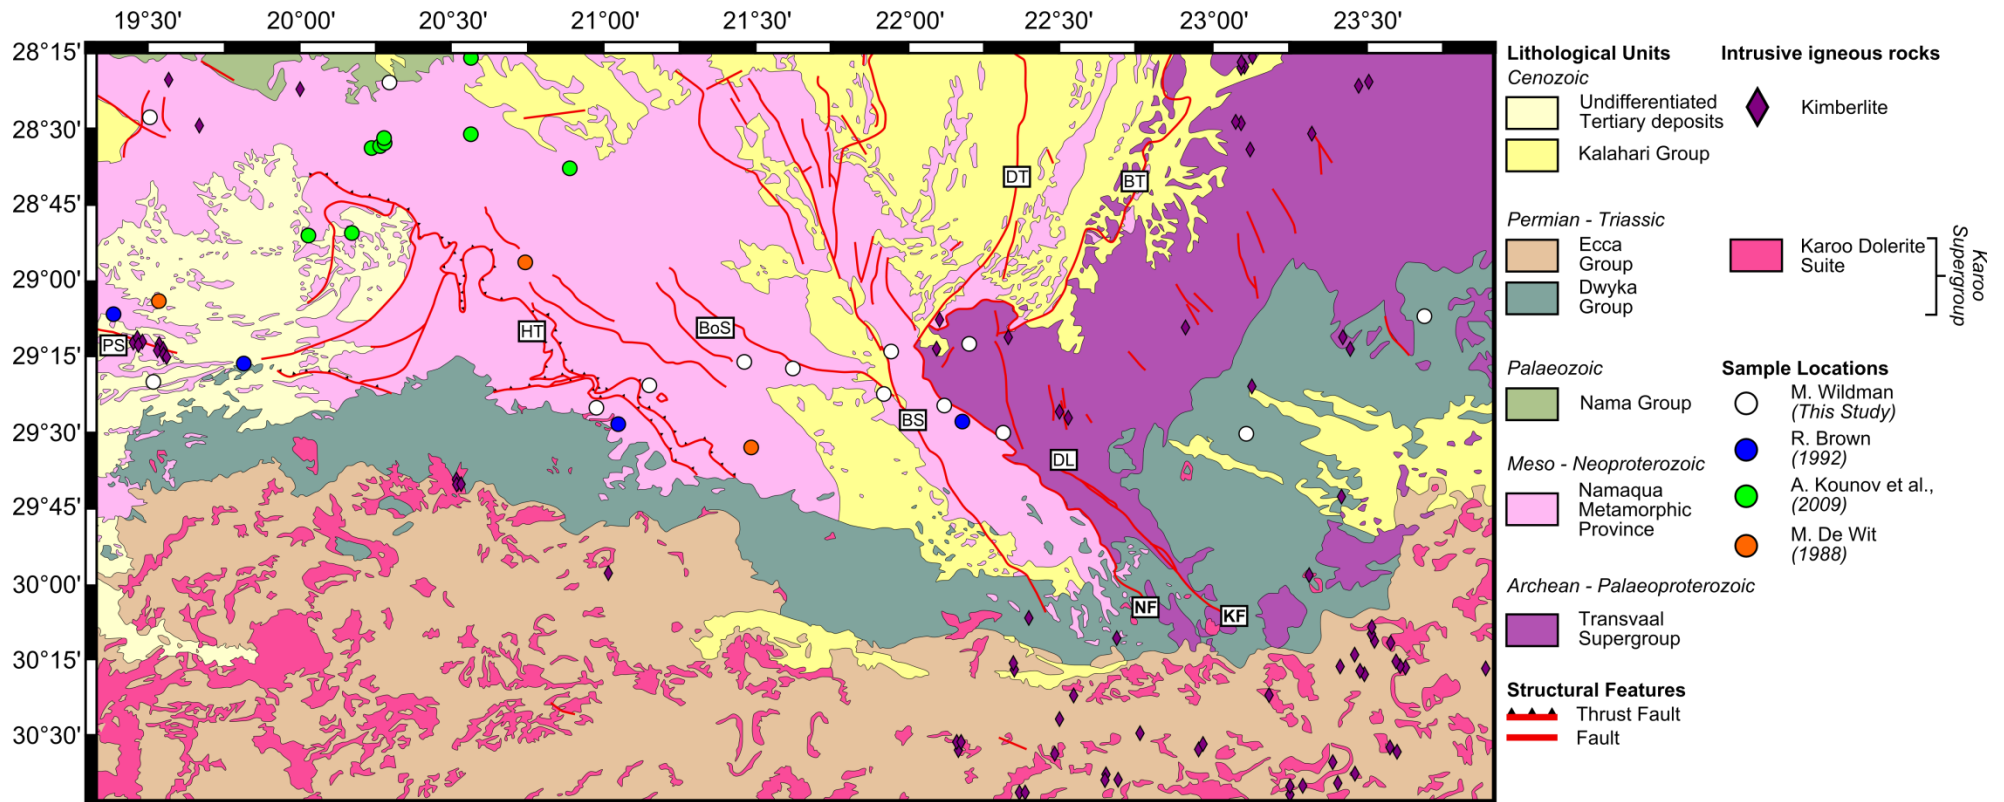 19°30' 20°00' 20°30' 21°00' 21°30' 22°00' 22°30' 23°00' 23°30'
28°15'
28°30'
28°45'
29°00'
29°15'
29°30'
29°45'
30°00'
30°15'
30°30'
DT
BT
HT
BoS
PS
BS
DL
NF
KF
Lithological Units
Cenozoic
Undifferentiated
Tertiary deposits
Kalahari Group
Permian - Triassic
Ecca
Group
Dwyka
Group
Palaeozoic
Nama Group
Meso - Neoproterozoic
Namaqua
Metamorphic
Province
Archean - Palaeoproterozoic
Transvaal
Supergroup
Structural Features
Thrust Fault
Fault
Intrusive igneous rocks
Kimberlite
Karoo Dolerite
Suite
Karoo
Supergroup
Sample Locations
M. Wildman
(This Study)
R. Brown
(1992)
A. Kounov et al.,
(2009)
M. De Wit
(1988)